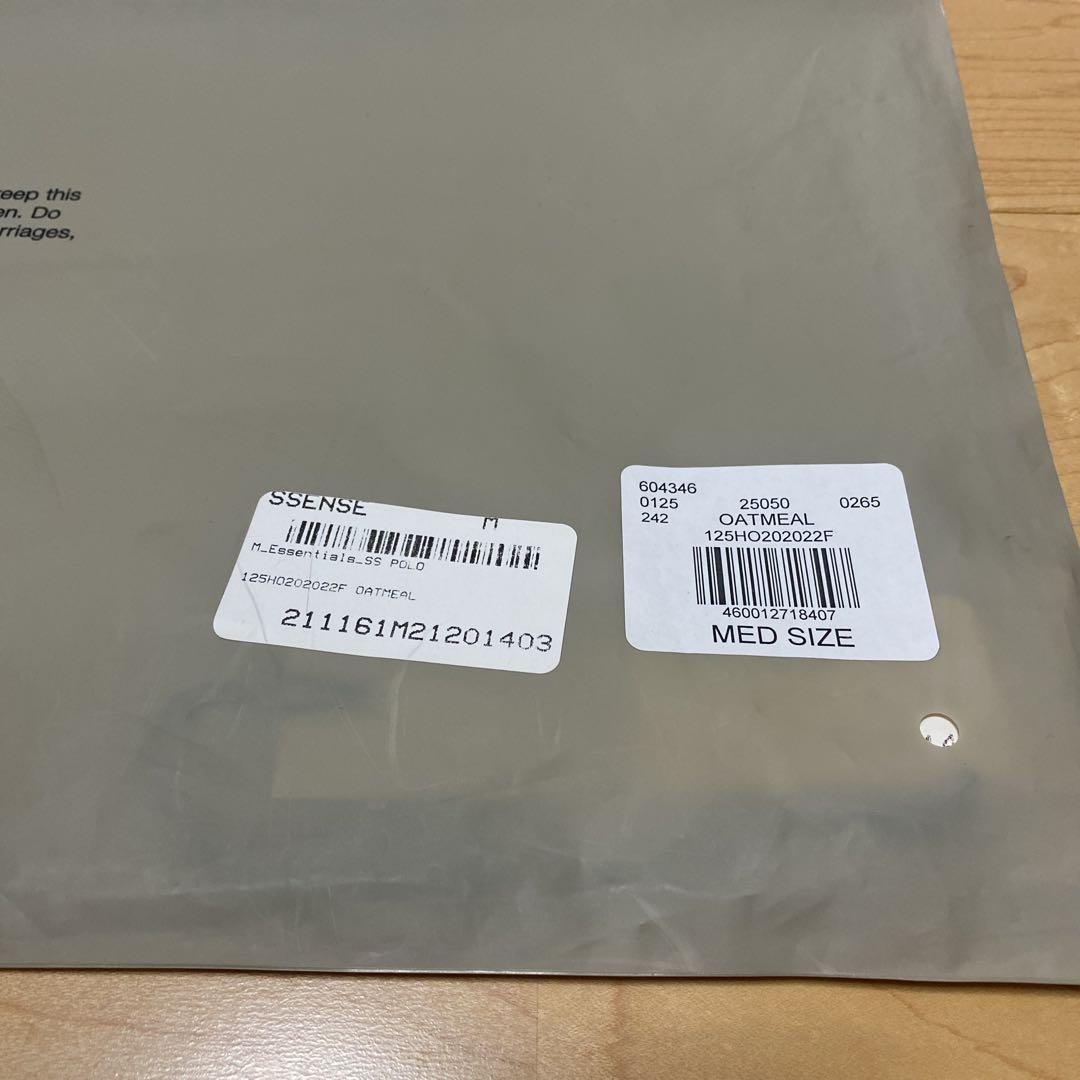 keep this
en. Do
rriages,
SSENSE
M
M_Essentials_SS POLO
125HO202022F OATMEAL
211161M21201403
604346
0125 25050 0265
242 OATMEAL
125HO202022F
460012718407
MED SIZE